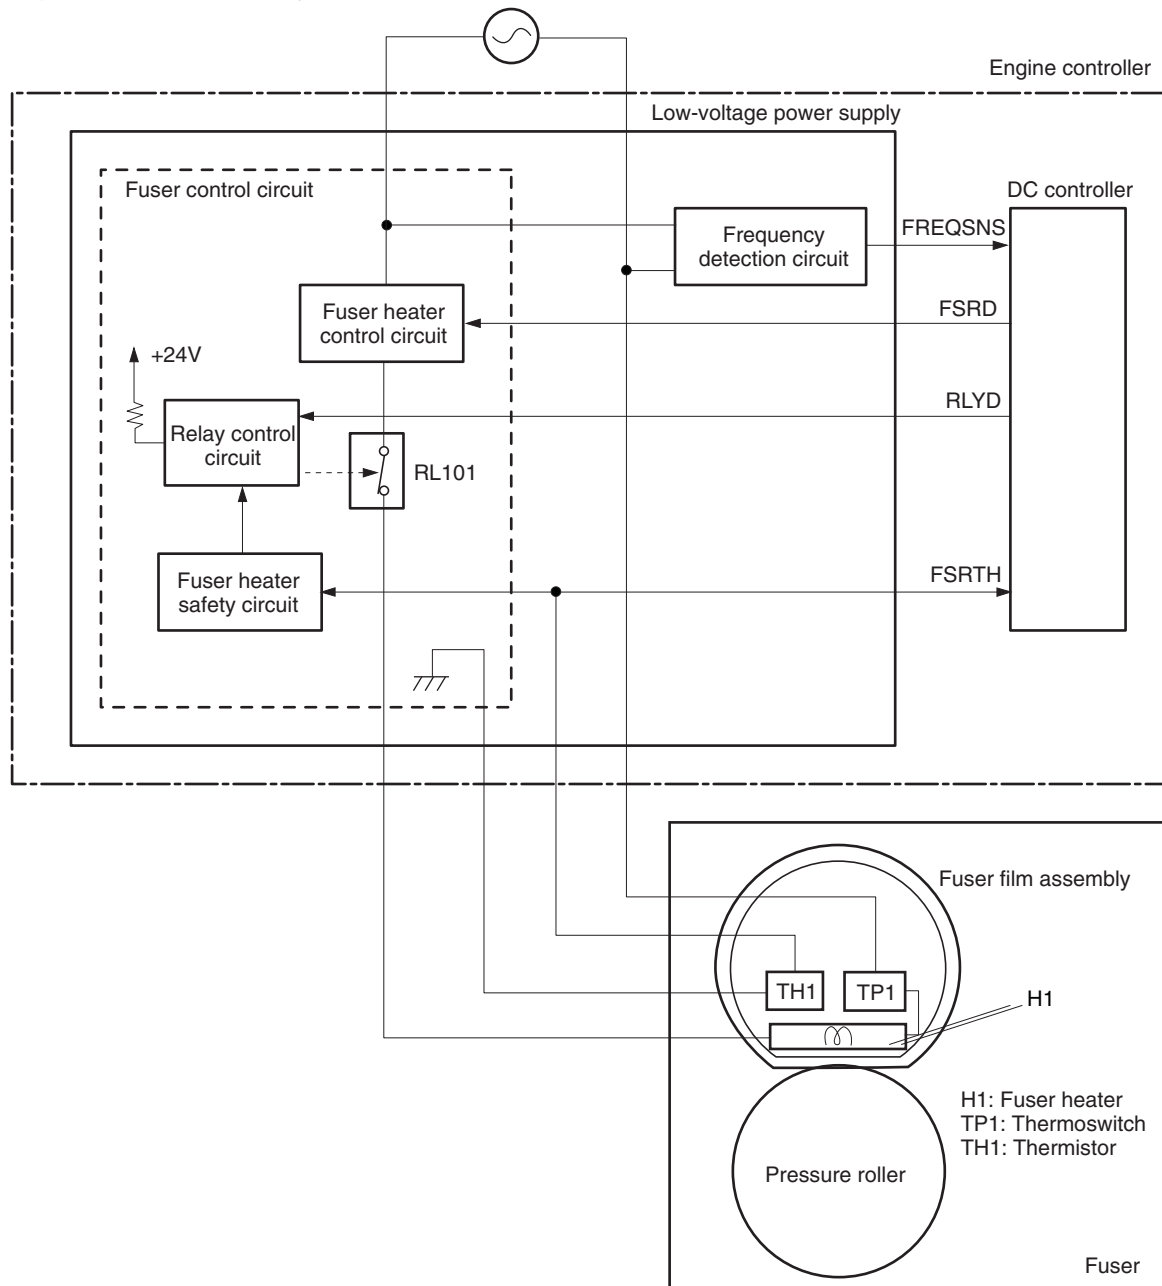 Engine controller
Low-voltage power supply
Fuser control circuit
DC controller
Frequency
detection circuit
FREQSNS
Fuser heater
control circuit
FSRD
+24V
Relay control
circuit
RLYD
RL101
Fuser heater
safety circuit
FSRTH
Fuser film assembly
TH1
TP1
H1
H1: Fuser heater
TP1: Thermoswitch
TH1: Thermistor
Pressure roller
Fuser